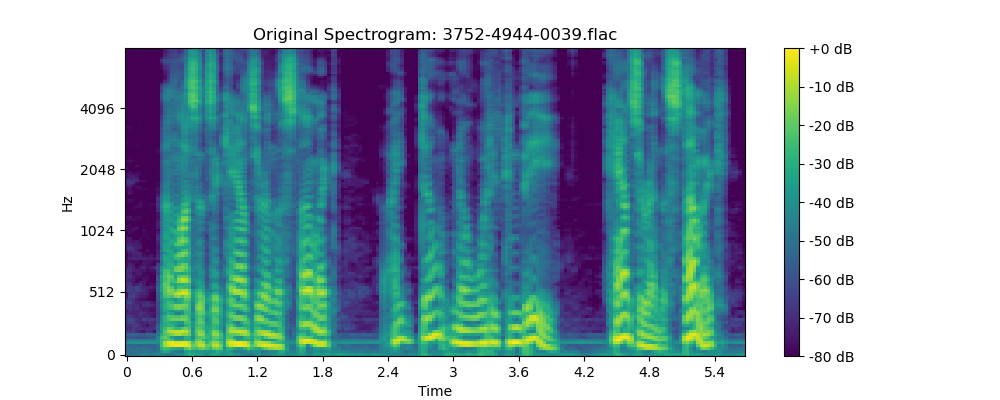 Original Spectrogram: 3752-4944-0039.flac
Hz
4096
2048
1024
512
0
0 0.6 1.2 1.8 2.4 3 3.6 4.2 4.8 5.4
Time
+0 dB
-10 dB
-20 dB
-30 dB
-40 dB
-50 dB
-60 dB
-70 dB
-80 dB